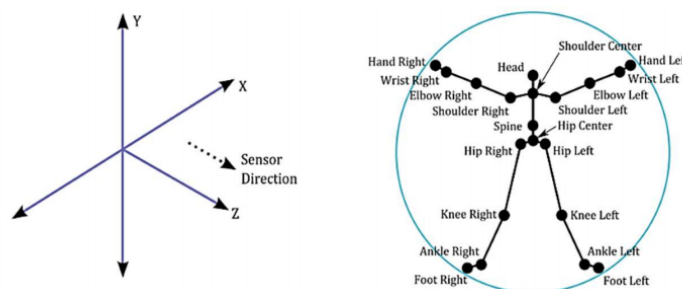 Y
X
Sensor
Direction
Z
Shoulder Center
Hand Right
Head
Hand Lef
Wrist Right
Wrist Left
Elbow Right
Elbow Left
Shoulder Right
Shoulder Left
Spine
Hip Center
Hip Right
Hip Left
Knee Right
Knee Left
Ankle Right
Ankle Left
Foot Right
Foot Left